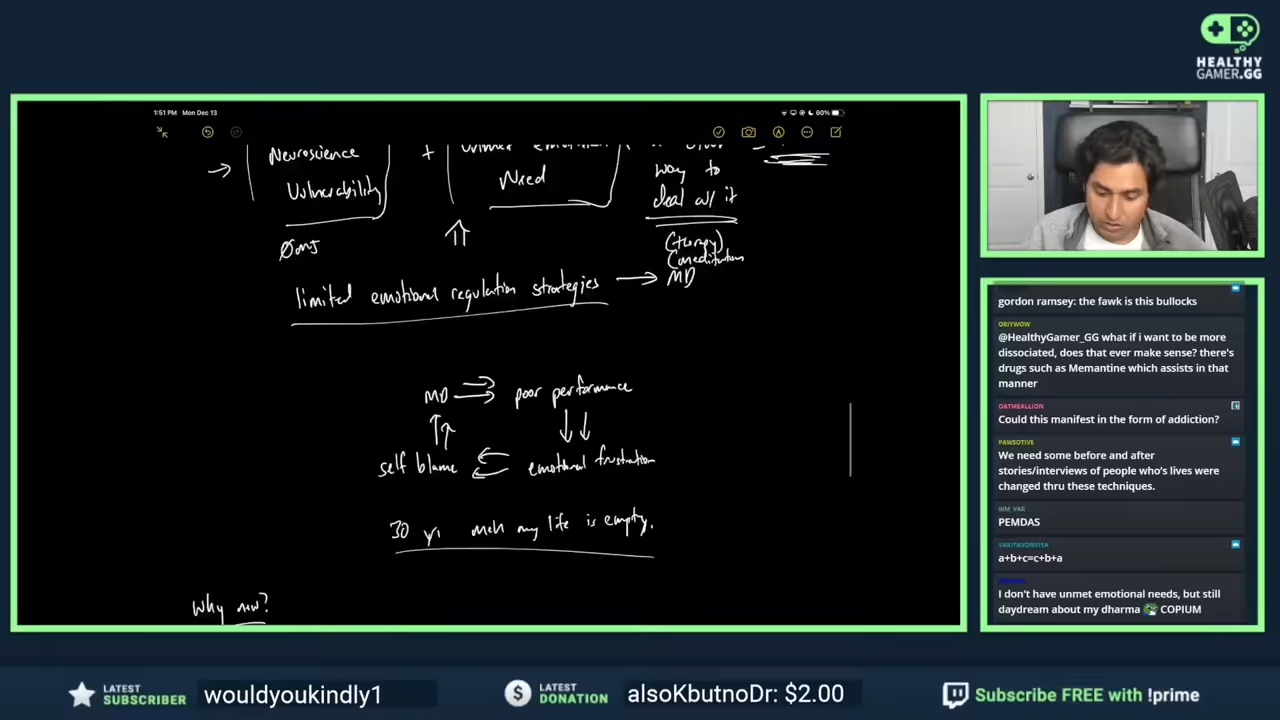 HEALTHY
GAMER.GG
1:51 PM Mon Dec 13
60%
Neuroscience
Vulnerability
+
Need
way to
deal w/ it
(therapy)
(meditation
limited emotional regulation strategies → MD
MD poor performance
self blame emotional frustration
30 yr my life is empty.
Why now?
gordon ramsey: the fawk is this bullocks
ORJYWOW
@HealthyGamer_GG what if i want to be more
dissociated, does that ever make sense? there's
drugs such as Memantine which assists in that
manner
OATMEALLION
Could this manifest in the form of addiction?
PAWSOTIVE
We need some before and after
stories/interviews of people who's lives were
changed thru these techniques.
WM_VAR
PEMDAS
a+b+c=c+b+a
I don't have unmet emotional needs, but still
daydream about my dharma COPIUM
LATEST
SUBSCRIBER
wouldyoukindly1
LATEST
DONATION
alsoKbutnoDr: $2.00
Subscribe FREE with !prime